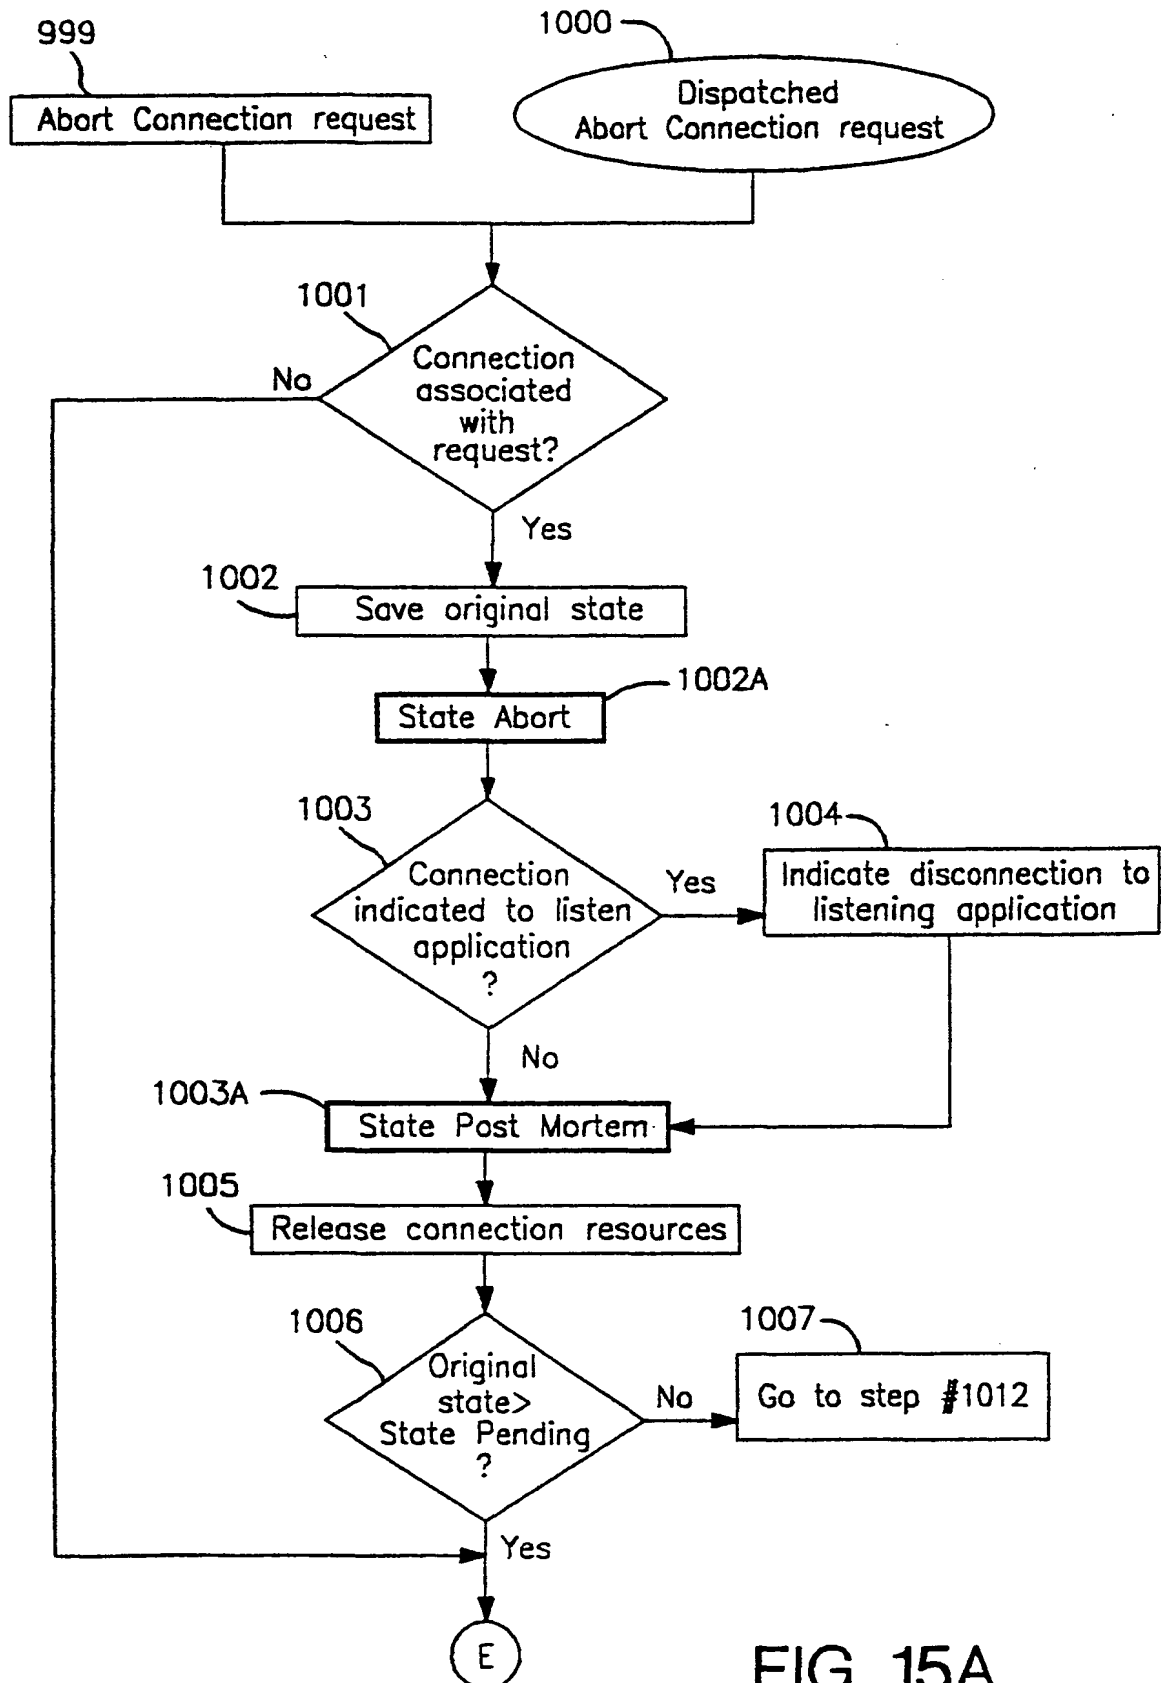 999
1000
Abort Connection request
Dispatched
Abort Connection request
1001
No
Connection
associated
with
request?
Yes
1002
Save original state
1002A
State Abort
1003
1004
Connection
indicated to listen
application
?
Yes
Indicate disconnection to
listening application
No
1003A
State Post Mortem
1005
Release connection resources
1006
1007
Original
state>
State Pending
?
No
Go to step #1012
Yes
E
FIG. 15A